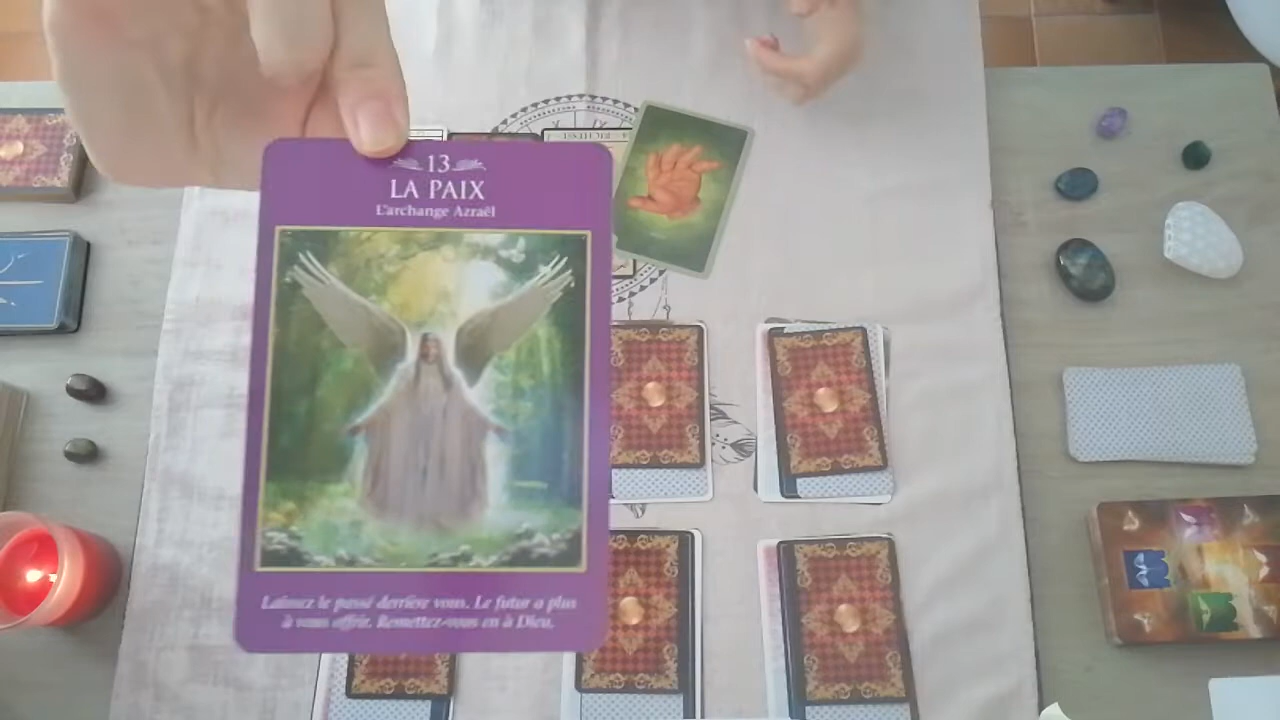 13
LA PAIX
L'archange Azraël
Laissez le passé derrière vous. Le futur a plus
à vous offrir. Remettez-vous en à Dieu.